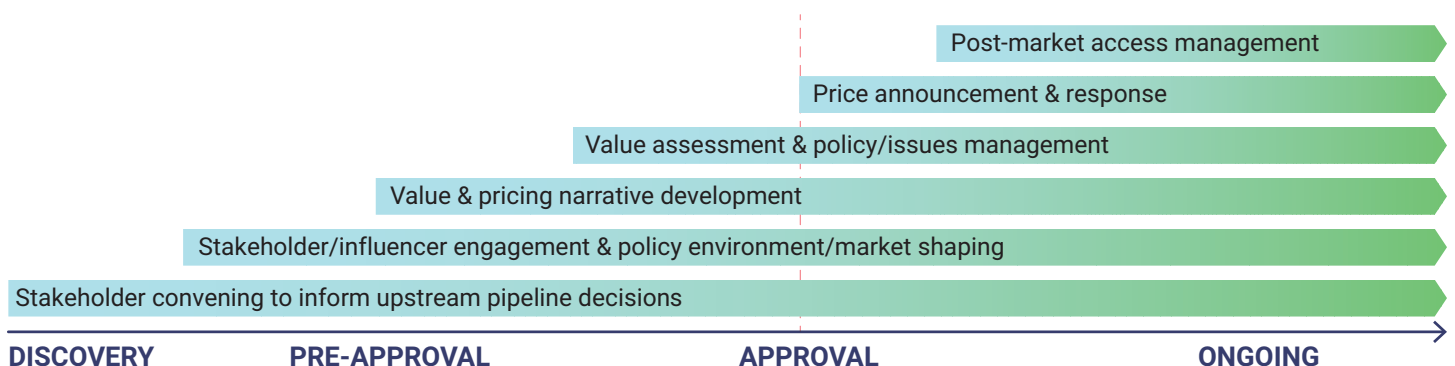 Post-market access management
Price announcement & response
Value assessment & policy/issues management
Value & pricing narrative development
Stakeholder/influencer engagement & policy environment/market shaping
Stakeholder convening to inform upstream pipeline decisions
DISCOVERY PRE-APPROVAL APPROVAL ONGOING